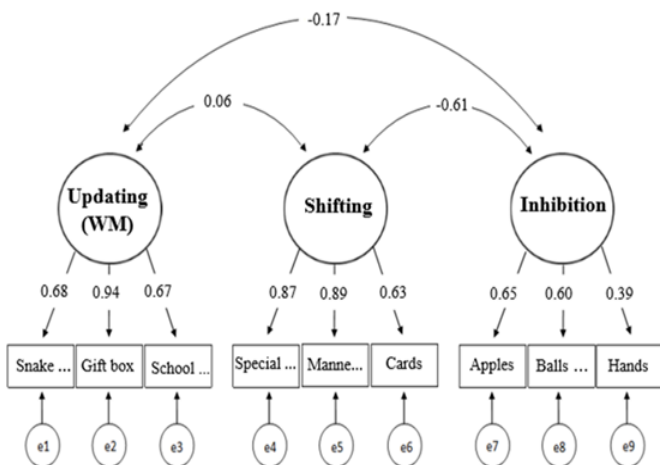 -0.17
0.06 -0.61
Updating (WM) Shifting Inhibition
0.68 0.94 0.67 0.87 0.89 0.63 0.65 0.60 0.39
Snake ... Gift box School ... Special ... Manne... Cards Apples Balls ... Hands
e1 e2 e3 e4 e5 e6 e7 e8 e9